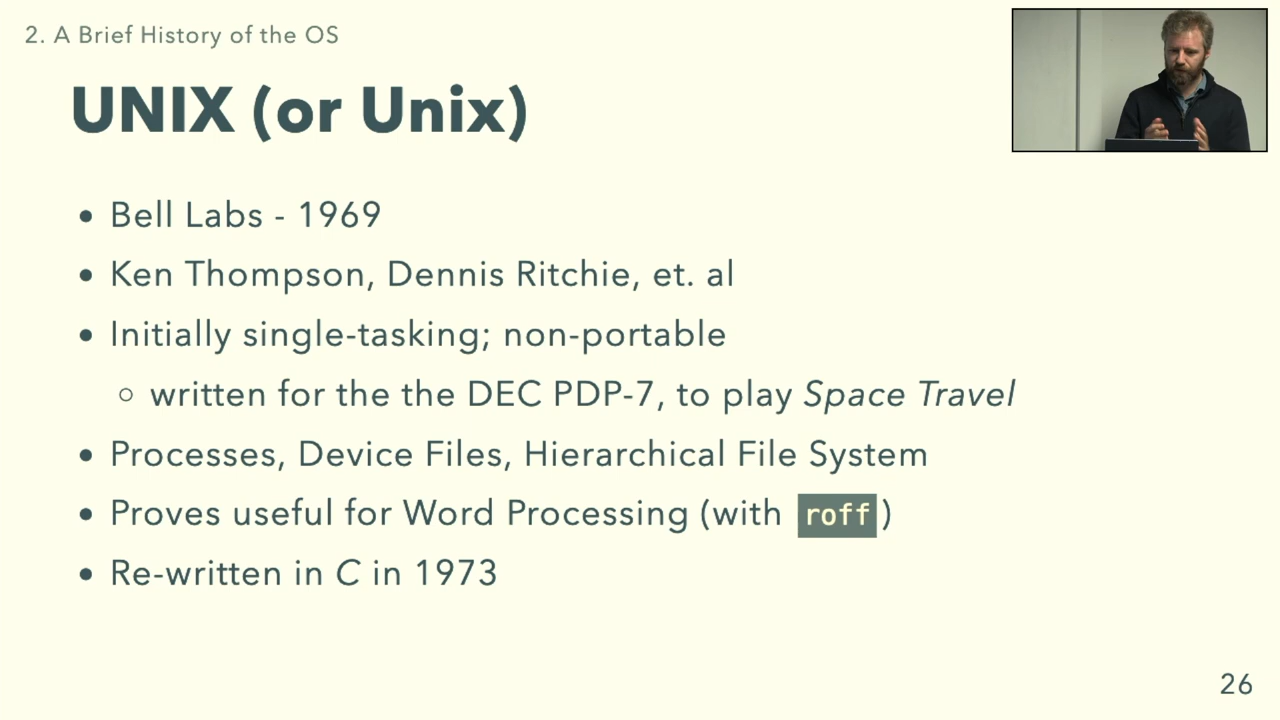 2. A Brief History of the OS
UNIX (or Unix)
• Bell Labs - 1969
• Ken Thompson, Dennis Ritchie, et. al
• Initially single-tasking; non-portable
◦ written for the the DEC PDP-7, to play Space Travel
• Processes, Device Files, Hierarchical File System
• Proves useful for Word Processing (with roff)
• Re-written in C in 1973
26